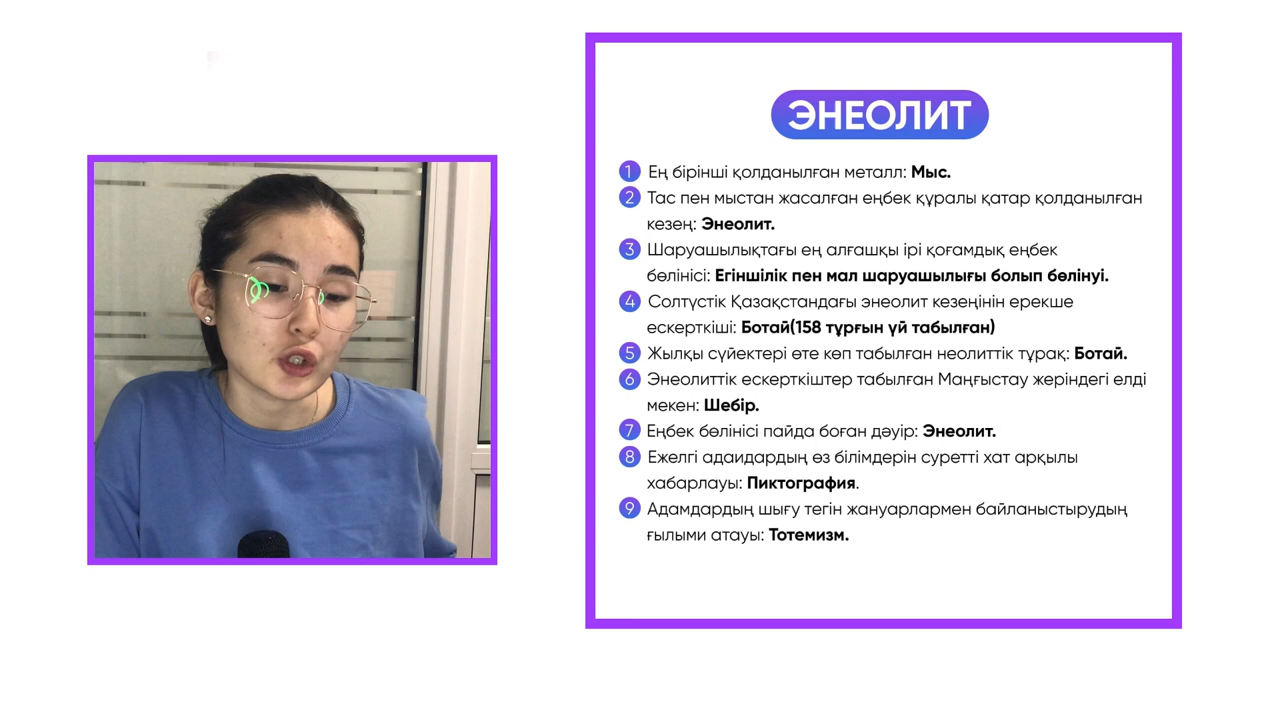 ЭНЕОЛИТ
1 Ең бірінші қолданылған металл: Мыс.
2 Тас пен мыстан жасалған еңбек құралы қатар қолданылған
кезең: Энеолит.
3 Шаруашылықтағы ең алғашқы ірі қоғамдық еңбек
бөлінісі: Егіншілік пен мал шаруашылығы болып бөлінуі.
4 Солтүстік Қазақстандағы энеолит кезеңінін ерекше
ескерткіші: Ботай(158 тұрғын үй табылған)
5 Жылқы сүйектері өте көп табылған неолиттік тұрақ: Ботай.
6 Энеолиттік ескерткіштер табылған Маңғыстау жеріндегі елді
мекен: Шебір.
7 Еңбек бөлінісі пайда боған дәуір: Энеолит.
8 Ежелгі адаидардың өз білімдерін суретті хат арқылы
хабарлауы: Пиктография.
9 Адамдардың шығу тегін жануарлармен байланыстырудың
ғылыми атауы: Тотемизм.